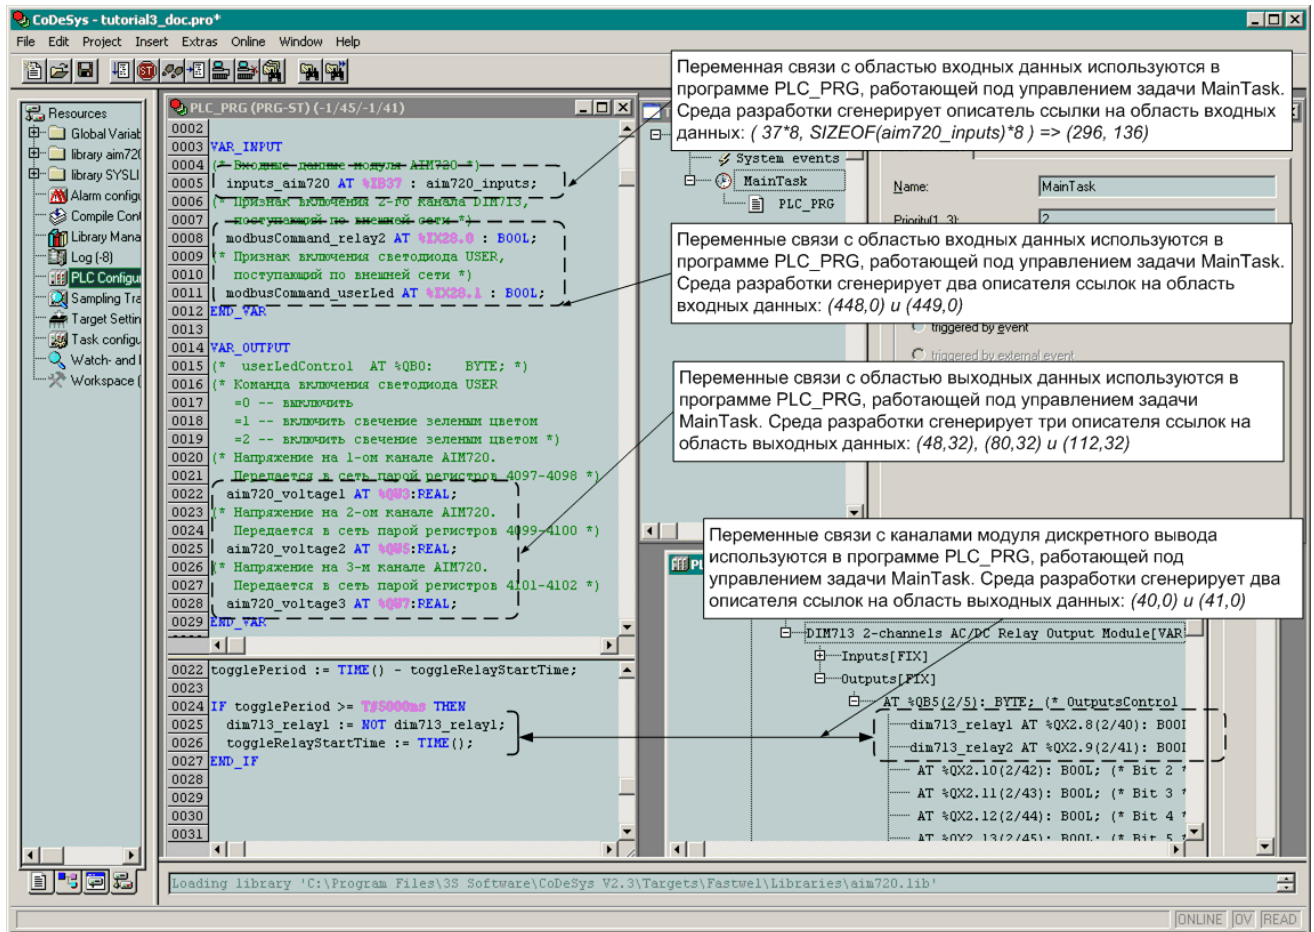 CoDeSys - tutorial3_doc.pro*
File Edit Project Insert Extras Online Window Help
Resources
Global Variab
library aim720
library SYSLI
Alarm configu
Compile Con
Library Mana
Log (-8)
PLC Configu
Sampling Tra
Target Settin
Task configu
Watch- and
Workspace (
PLC_PRG (PRG-ST) (-1/45/-1/41)
0002
0003 VAR_INPUT
0004 (* Входные данные модуля AIM720 *)
0005 inputs_aim720 AT %IB37 : aim720_inputs;
0006 (* Признак включения 2-го канала DIM713,
0007 поступающий по внешней сети *)
0008 modbusCommand_relay2 AT %IX28.0 : BOOL;
0009 (* Признак включения светодиода USER,
0010 поступающий по внешней сети *)
0011 modbusCommand_userLed AT %IX28.1 : BOOL;
0012 END_VAR
0013
0014 VAR_OUTPUT
0015 (* userLedControl AT %QB0: BYTE; *)
0016 (* Команда включения светодиода USER
0017 =0 -- выключить
0018 =1 -- включить свечение зеленым цветом
0019 =2 -- включить свечение зеленым цветом *)
0020 (* Напряжение на 1-ом канале AIM720.
0021 Передается в сеть парой регистров 4097-4098 *)
0022 aim720_voltage1 AT %QW3:REAL;
0023 (* Напряжение на 2-ом канале AIM720.
0024 Передается в сеть парой регистров 4099-4100 *)
0025 aim720_voltage2 AT %QW5:REAL;
0026 (* Напряжение на 3-м канале AIM720.
0027 Передается в сеть парой регистров 4101-4102 *)
0028 aim720_voltage3 AT %QW7:REAL;
0029 END_VAR
0022 togglePeriod := TIME() - toggleRelayStartTime;
0023
0024 IF togglePeriod >= T#5000ms THEN
0025 dim713_relay1 := NOT dim713_relay1;
0026 toggleRelayStartTime := TIME();
0027 END_IF
0028
0029
0030
0031
Переменная связи с областью входных данных используются в
программе PLC_PRG, работающей под управлением задачи MainTask.
Среда разработки сгенерирует описатель ссылки на область входных
данных: ( 37*8, SIZEOF(aim720_inputs)*8 ) => (296, 136)
System events
MainTask
PLC_PRG
Name: MainTask
Priority(1..3): 2
Переменные связи с областью входных данных используются в
программе PLC_PRG, работающей под управлением задачи MainTask.
Среда разработки сгенерирует два описателя ссылок на область
входных данных: (448,0) и (449,0)
triggered by event
triggered by external event
Переменные связи с областью выходных данных используются в
программе PLC_PRG, работающей под управлением задачи
MainTask. Среда разработки сгенерирует три описателя ссылок на
область выходных данных: (48,32), (80,32) и (112,32)
Переменные связи с каналами модуля дискретного вывода
используются в программе PLC_PRG, работающей под
управлением задачи MainTask. Среда разработки сгенерирует два
описателя ссылок на область выходных данных: (40,0) и (41,0)
DIM713 2-channels AC/DC Relay Output Module[VAR
Inputs[FIX]
Outputs[FIX]
AT %QB5(2/5): BYTE; (* OutputsControl
dim713_relay1 AT %QX2.8(2/40): BOOL
dim713_relay2 AT %QX2.9(2/41): BOOL
AT %QX2.10(2/42): BOOL; (* Bit 2 *
AT %QX2.11(2/43): BOOL; (* Bit 3 *
AT %QX2.12(2/44): BOOL; (* Bit 4 *
AT %QX2.13(2/45): BOOL; (* Bit 5 *
Loading library 'C:\Program Files\3S Software\CoDeSys V2.3\Targets\Fastwel\Libraries\aim720.lib'
ONLINE OV READ